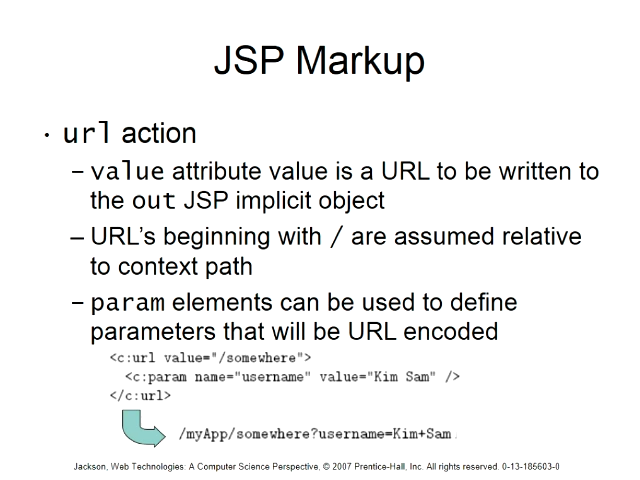 JSP Markup
• url action
– value attribute value is a URL to be written to
the out JSP implicit object
– URL's beginning with / are assumed relative
to context path
– param elements can be used to define
parameters that will be URL encoded
<c:url value="/somewhere">
<c:param name="username" value="Kim Sam" />
</c:url>
/myApp/somewhere?username=Kim+Sam
Jackson, Web Technologies: A Computer Science Perspective, © 2007 Prentice-Hall, Inc. All rights reserved. 0-13-185603-0